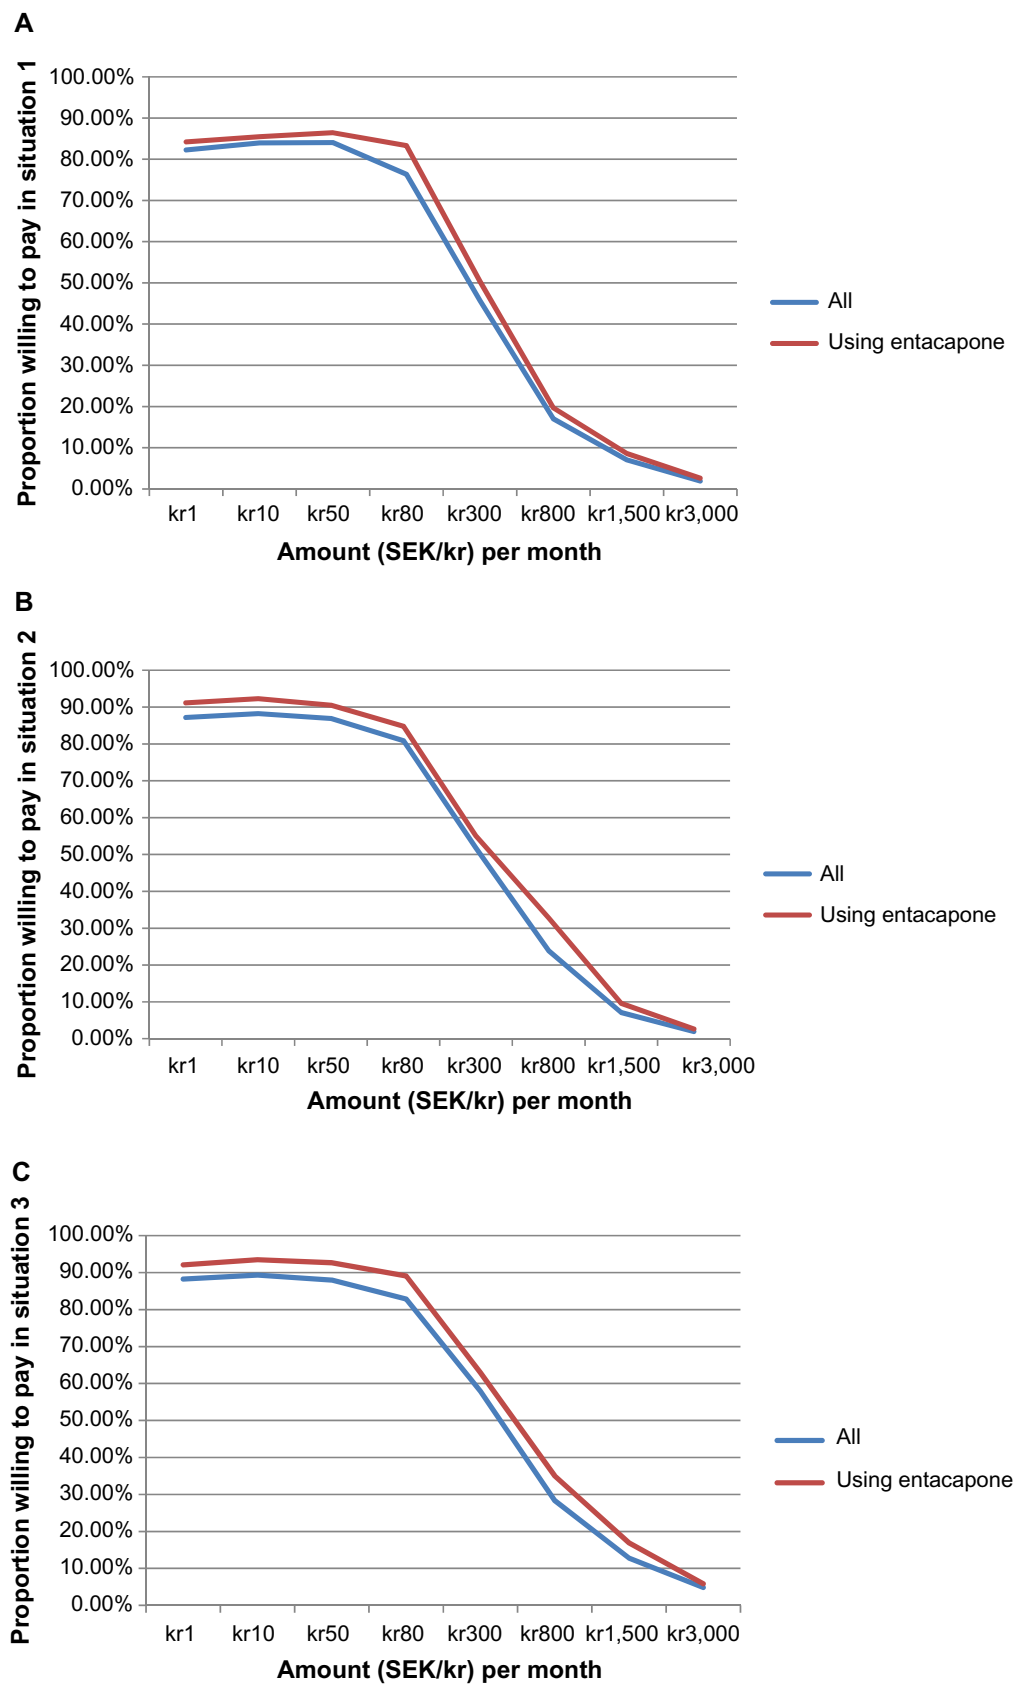 A
Proportion willing to pay in situation 1
100.00%
90.00%
80.00%
70.00%
60.00%
50.00%
40.00%
30.00%
20.00%
10.00%
0.00%
kr1 kr10 kr50 kr80 kr300 kr800 kr1,500 kr3,000
Amount (SEK/kr) per month
All
Using entacapone
B
Proportion willing to pay in situation 2
100.00%
90.00%
80.00%
70.00%
60.00%
50.00%
40.00%
30.00%
20.00%
10.00%
0.00%
kr1 kr10 kr50 kr80 kr300 kr800 kr1,500 kr3,000
Amount (SEK/kr) per month
All
Using entacapone
C
Proportion willing to pay in situation 3
100.00%
90.00%
80.00%
70.00%
60.00%
50.00%
40.00%
30.00%
20.00%
10.00%
0.00%
kr1 kr10 kr50 kr80 kr300 kr800 kr1,500 kr3,000
Amount (SEK/kr) per month
All
Using entacapone